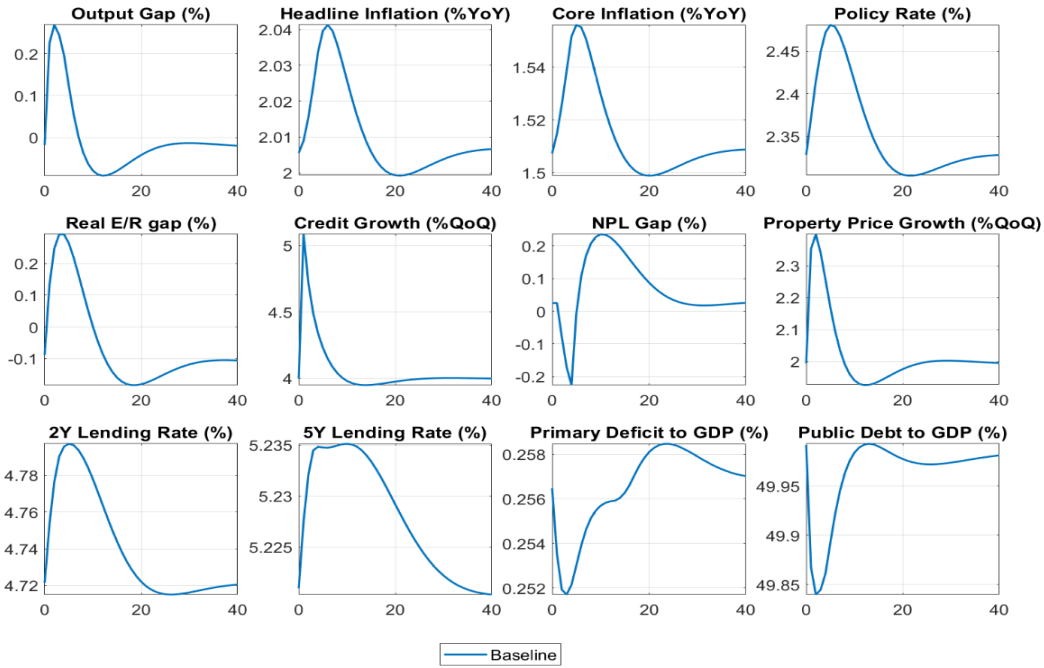 Output Gap (%)
0.2
0
0 20 40
Headline Inflation (%YoY)
2.04
2.03
2.02
2.01
2
0 20 40
Core Inflation (%YoY)
1.54
1.52
1.5
0 20 40
Policy Rate (%)
2.45
2.4
2.35
0 20 40
Real E/R gap (%)
0.2
0.1
0
-0.1
0 20 40
Credit Growth (%QoQ)
5
4.5
4
0 20 40
NPL Gap (%)
0.2
0.1
0
-0.1
-0.2
0 20 40
Property Price Growth (%QoQ)
2.3
2.2
2.1
2
0 20 40
2Y Lending Rate (%)
4.78
4.76
4.74
4.72
0 20 40
5Y Lending Rate (%)
5.235
5.23
5.225
0 20 40
Primary Deficit to GDP (%)
0.258
0.256
0.254
0.252
0 20 40
Public Debt to GDP (%)
49.95
49.9
49.85
0 20 40
Baseline